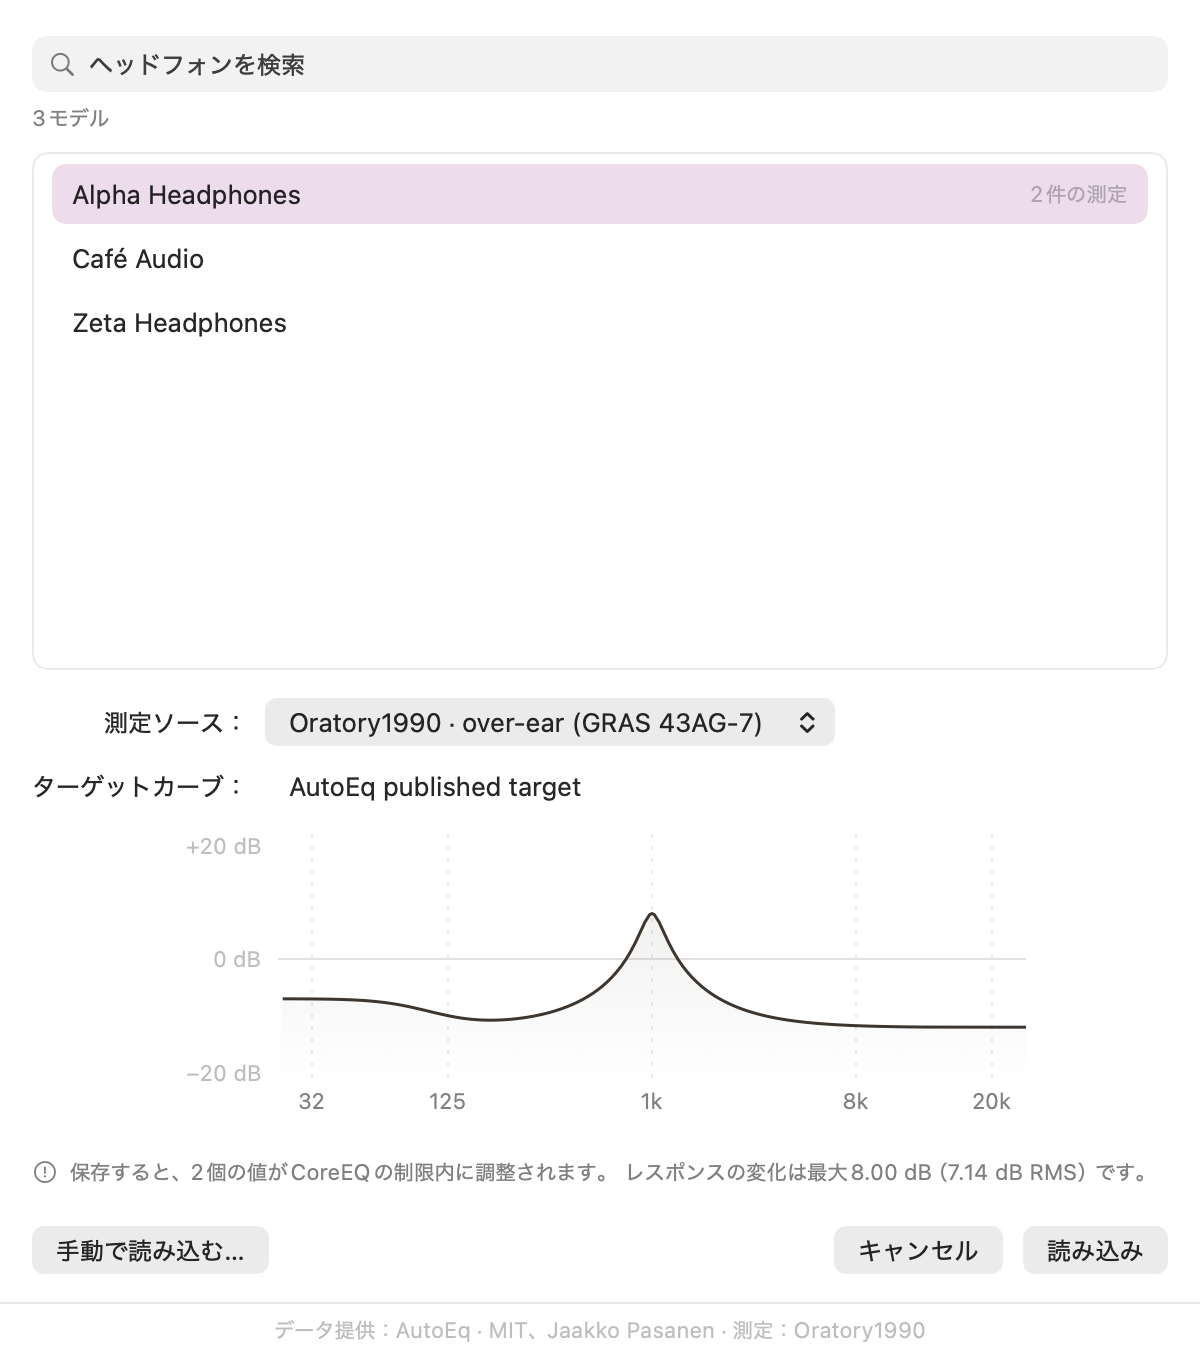 ヘッドフォンを検索
3モデル
Alpha Headphones 2件の測定
Café Audio
Zeta Headphones
測定ソース： Oratory1990 · over-ear (GRAS 43AG-7)
ターゲットカーブ： AutoEq published target
+20 dB
0 dB
−20 dB
32 125 1k 8k 20k
保存すると、2個の値がCoreEQの制限内に調整されます。 レスポンスの変化は最大8.00 dB（7.14 dB RMS）です。
手動で読み込む... キャンセル 読み込み
データ提供：AutoEq · MIT、Jaakko Pasanen · 測定：Oratory1990